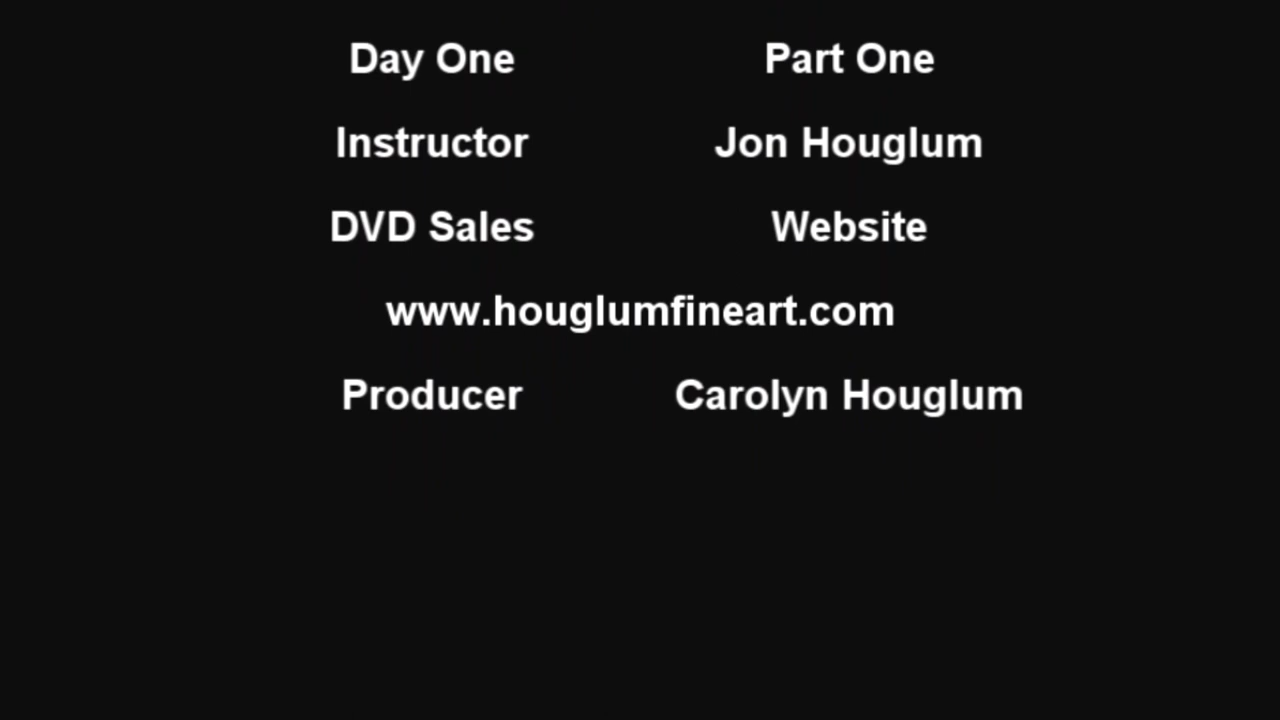 Day One Part One
Instructor Jon Houglum
DVD Sales Website
www.houglumfineart.com
Producer Carolyn Houglum